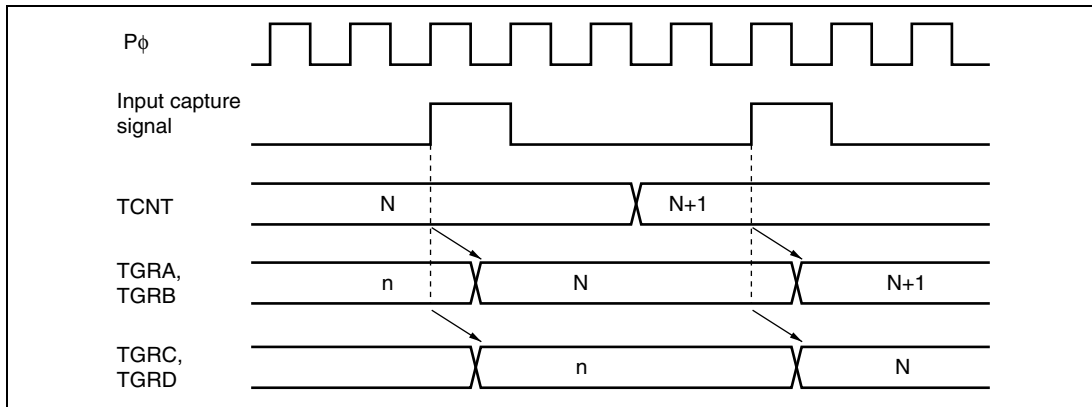 Pϕ
Input capture
signal
TCNT
N
N+1
TGRA,
TGRB
n
N
N+1
TGRC,
TGRD
n
N